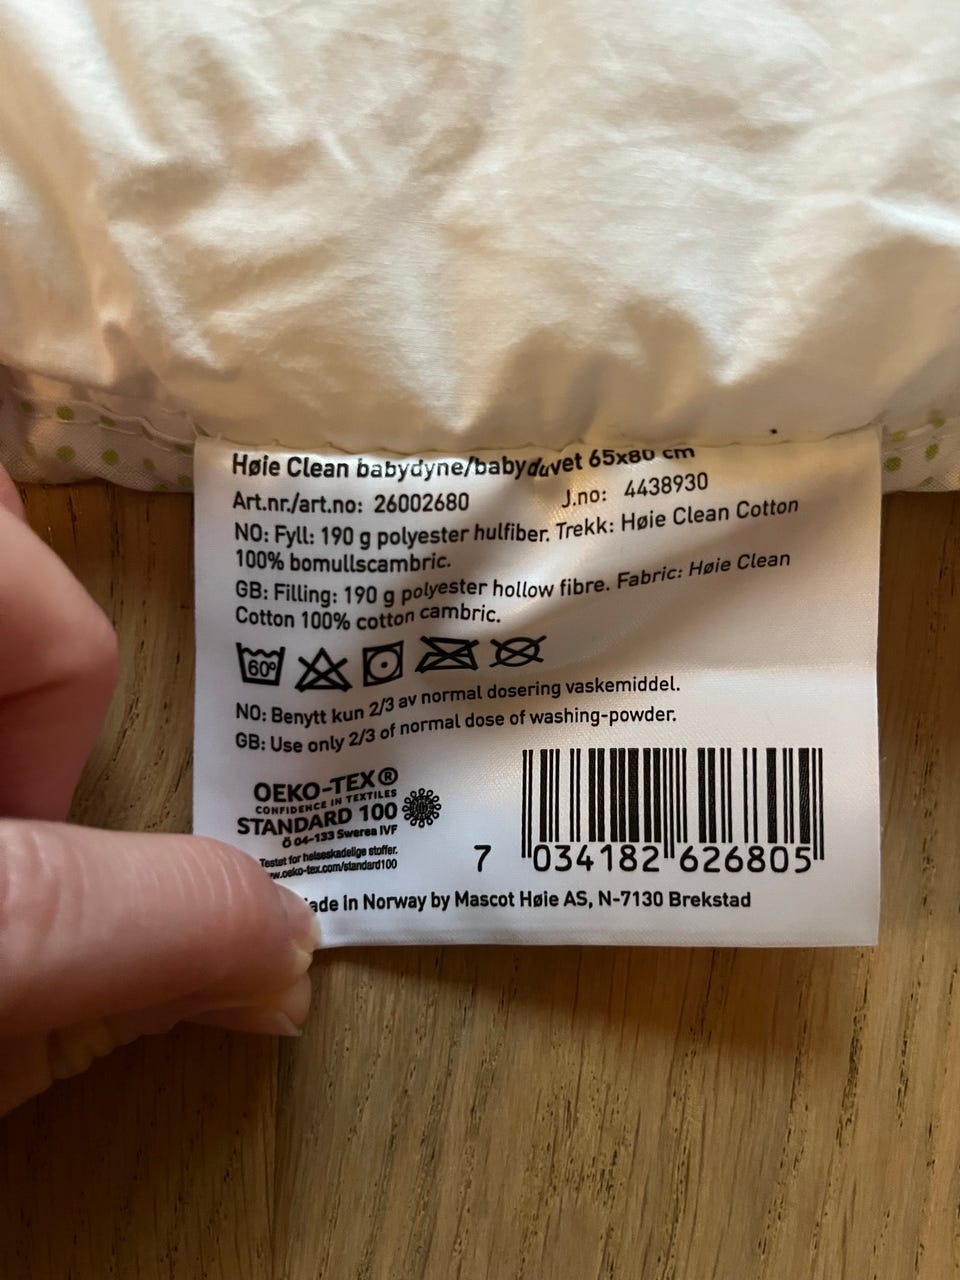 Høie Clean babydyne/babyduvet 65x80 cm
Art.nr./art.no: 26002680 J.no: 4438930
NO: Fyll: 190 g polyester hulfiber. Trekk: Høie Clean Cotton
100% bomullscambric.
GB: Filling: 190 g polyester hollow fibre. Fabric: Høie Clean
Cotton 100% cotton cambric.
60°
NO: Benytt kun 2/3 av normal dosering vaskemiddel.
GB: Use only 2/3 of normal dose of washing-powder.
OEKO-TEX®
CONFIDENCE IN TEXTILES
STANDARD 100
Ö 04-133 Swerea IVF
Testet for helseskadelige stoffer.
w.oeko-tex.com/standard100
7 034182 626805
ade in Norway by Mascot Høie AS, N-7130 Brekstad